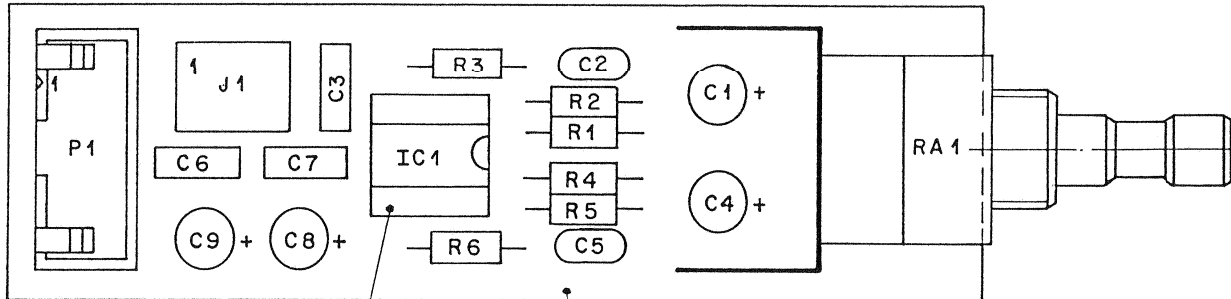 R3
C2
1
J1
C3
1
C1 +
R2
R1
P1
IC1
RA1
C6
C7
R4
R5
C4 +
C9 +
C8 +
R6
C5